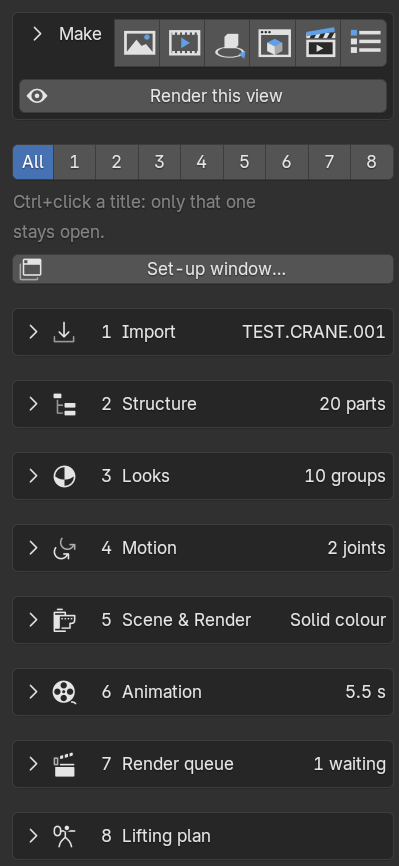 Make
Render this view
All 1 2 3 4 5 6 7 8
Ctrl+click a title: only that one
stays open.
Set-up window...
1 Import TEST.CRANE.001
2 Structure 20 parts
3 Looks 10 groups
4 Motion 2 joints
5 Scene & Render Solid colour
6 Animation 5.5 s
7 Render queue 1 waiting
8 Lifting plan